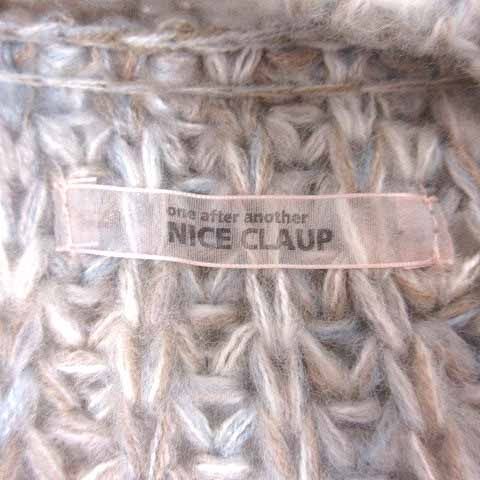 one after another
NICE CLAUP